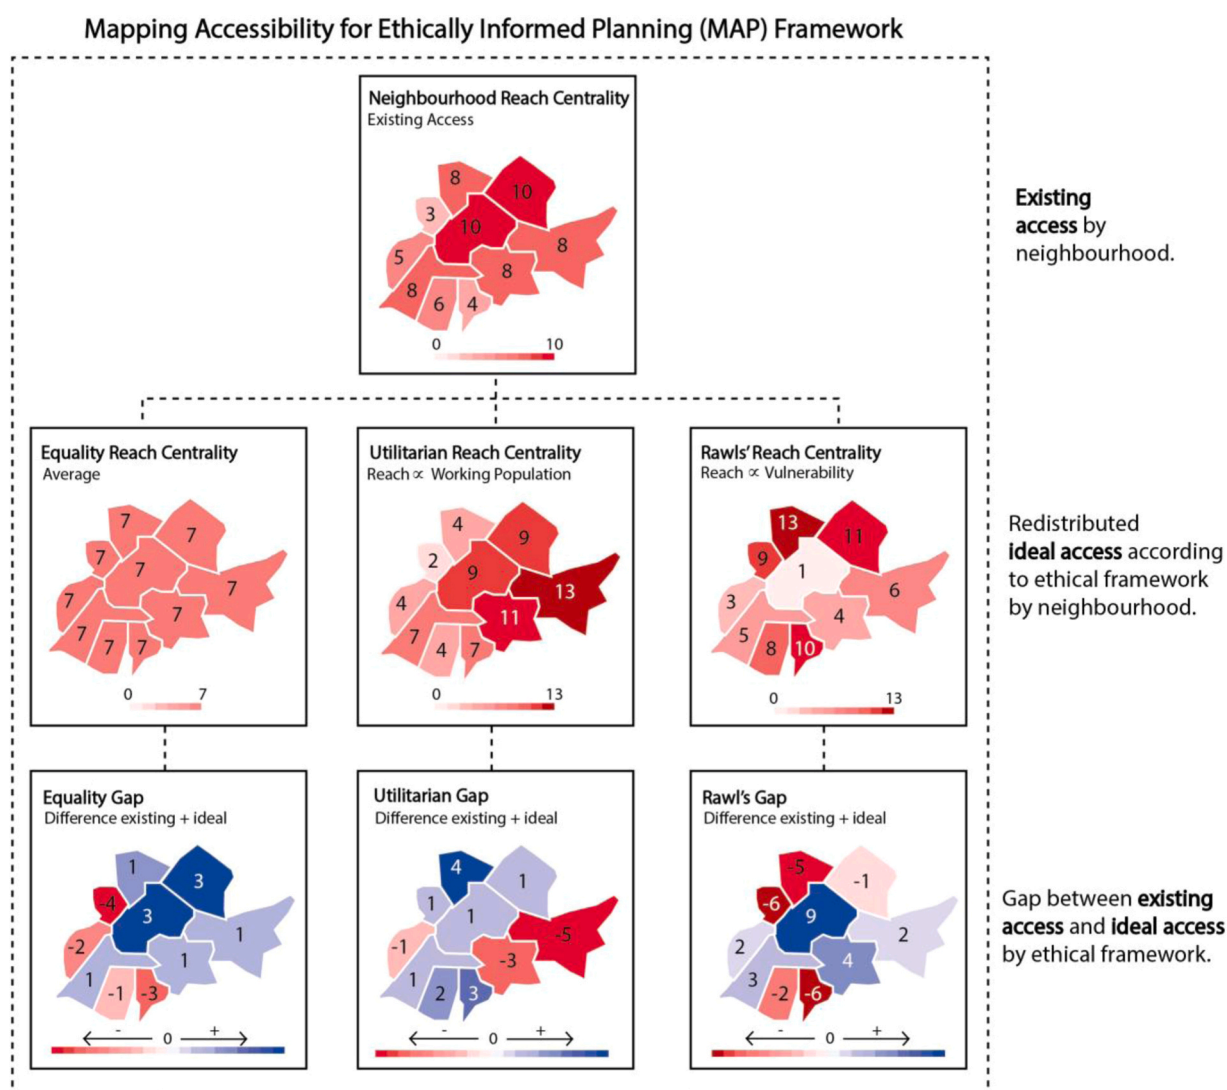 Mapping Accessibility for Ethically Informed Planning (MAP) Framework
Neighbourhood Reach Centrality
Existing Access
8
10
3
10
5
8
8
8
6
4
0 10
Existing
access by
neighbourhood.
Equality Reach Centrality
Average
7
7
7
7
7
7
7
7
7
7
0 7
Utilitarian Reach Centrality
Reach ∝ Working Population
4
9
2
9
13
4
11
7
4
7
0 13
Rawls' Reach Centrality
Reach ∝ Vulnerability
13
11
9
1
6
3
4
5
8
10
0 13
Redistributed
ideal access according
to ethical framework
by neighbourhood.
Equality Gap
Difference existing + ideal
1
3
-4
3
1
-2
1
1
-1
-3
- 0 +
Utilitarian Gap
Difference existing + ideal
4
1
1
1
-5
-1
-3
1
2
3
- 0 +
Rawl's Gap
Difference existing + ideal
-5
-1
-6
9
2
2
4
3
-2
-6
- 0 +
Gap between existing
access and ideal access
by ethical framework.